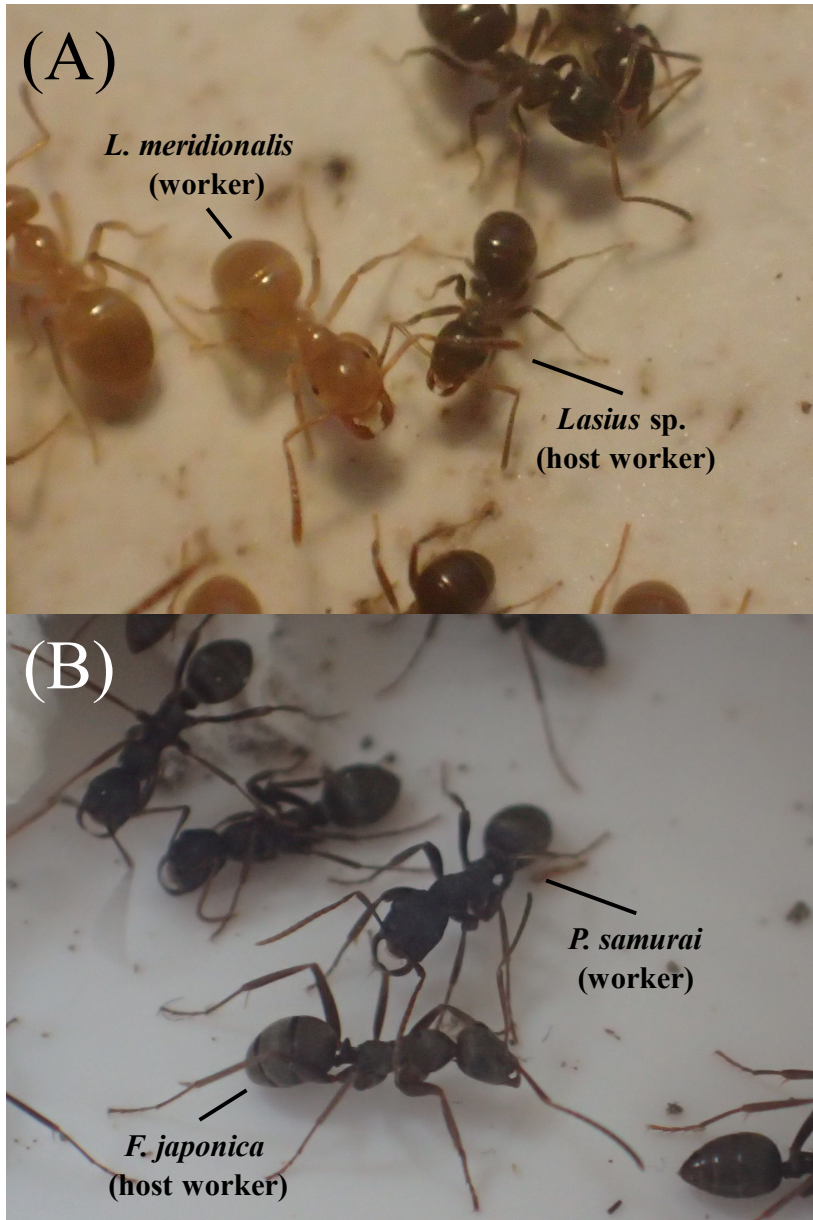 (A)
L. meridionalis
(worker)
Lasius sp.
(host worker)
(B)
P. samurai
(worker)
F. japonica
(host worker)